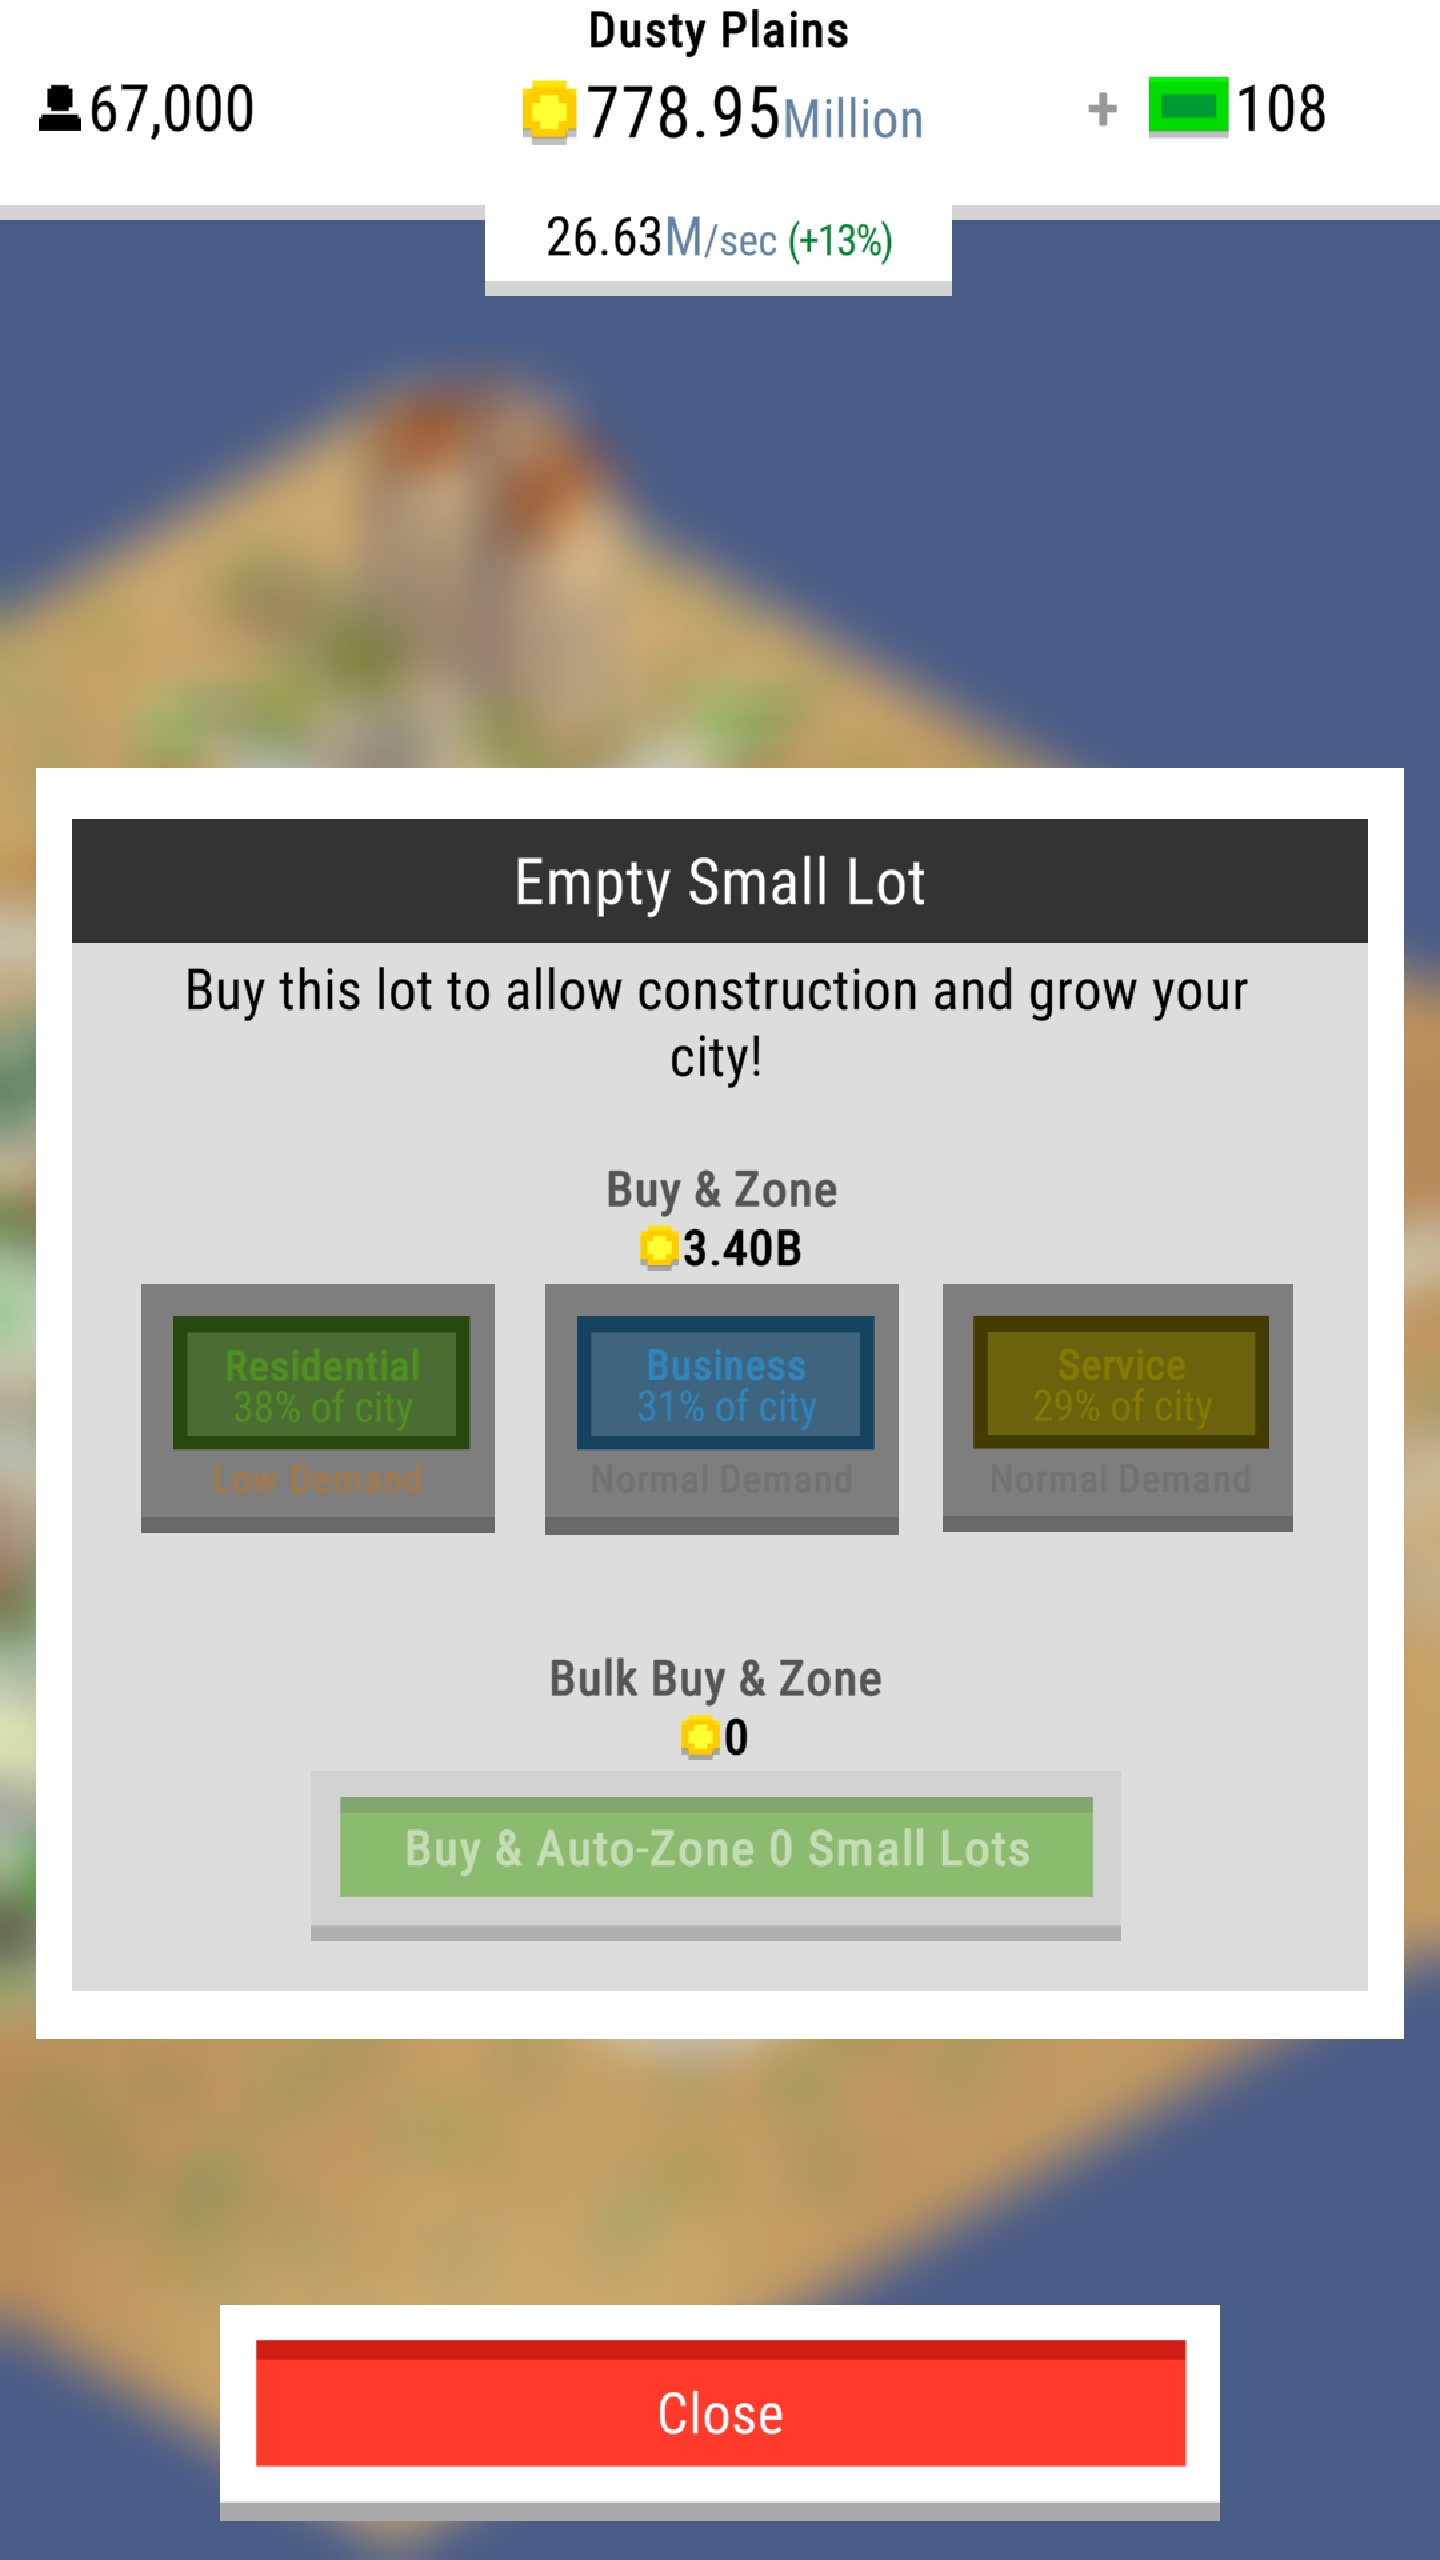 Dusty Plains
67,000
778.95Million
+ 108
26.63M/sec (+13%)
Empty Small Lot
Buy this lot to allow construction and grow your
city!
Buy & Zone
3.40B
Residential
38% of city
Low Demand
Business
31% of city
Normal Demand
Service
29% of city
Normal Demand
Bulk Buy & Zone
0
Buy & Auto-Zone 0 Small Lots
Close